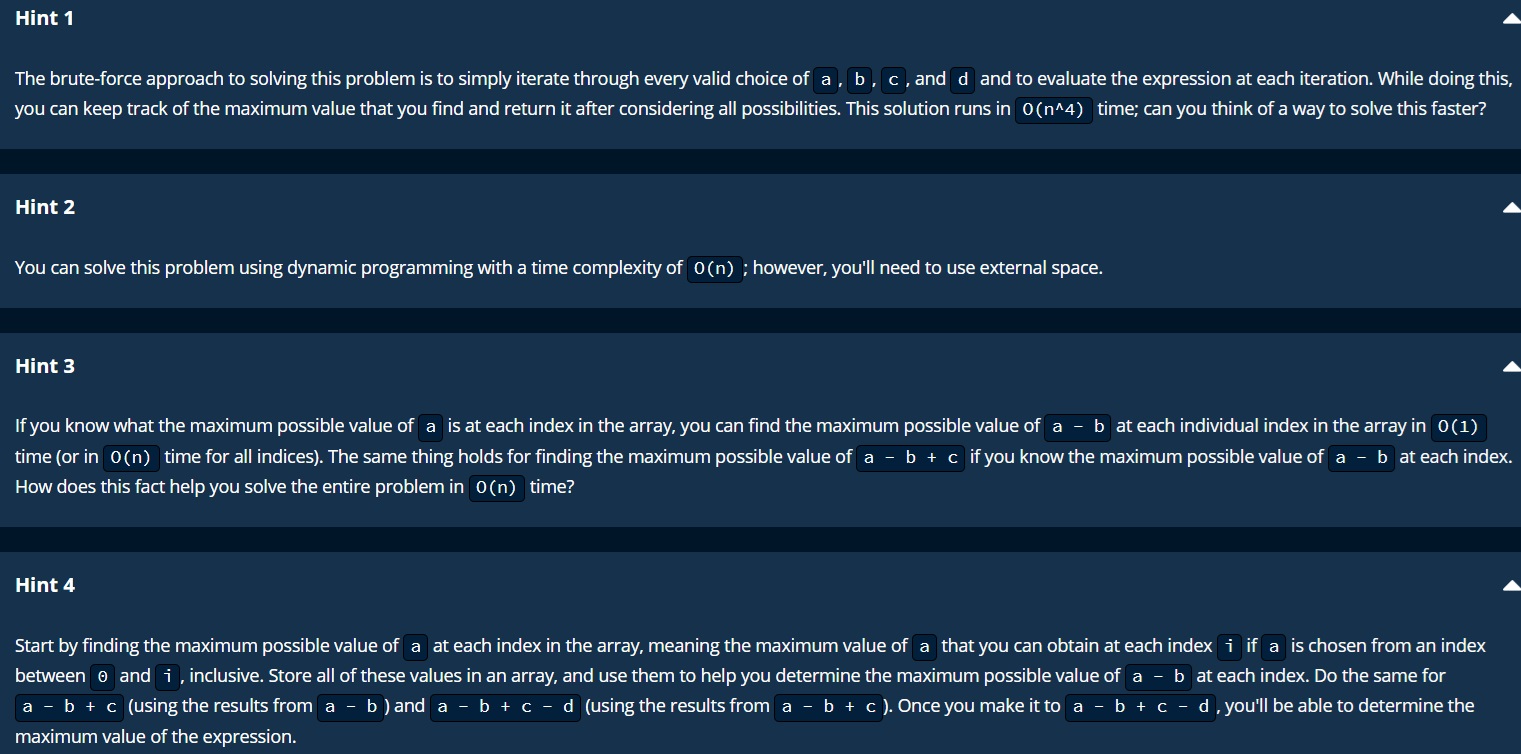 Hint 1
The brute-force approach to solving this problem is to simply iterate through every valid choice of a, b, c, and d and to evaluate the expression at each iteration. While doing this,
you can keep track of the maximum value that you find and return it after considering all possibilities. This solution runs in O(n^4) time; can you think of a way to solve this faster?
Hint 2
You can solve this problem using dynamic programming with a time complexity of O(n); however, you'll need to use external space.
Hint 3
If you know what the maximum possible value of a is at each index in the array, you can find the maximum possible value of a - b at each individual index in the array in O(1)
time (or in O(n) time for all indices). The same thing holds for finding the maximum possible value of a - b + c if you know the maximum possible value of a - b at each index.
How does this fact help you solve the entire problem in O(n) time?
Hint 4
Start by finding the maximum possible value of a at each index in the array, meaning the maximum value of a that you can obtain at each index i if a is chosen from an index
between 0 and i, inclusive. Store all of these values in an array, and use them to help you determine the maximum possible value of a - b at each index. Do the same for
a - b + c (using the results from a - b) and a - b + c - d (using the results from a - b + c). Once you make it to a - b + c - d, you'll be able to determine the
maximum value of the expression.